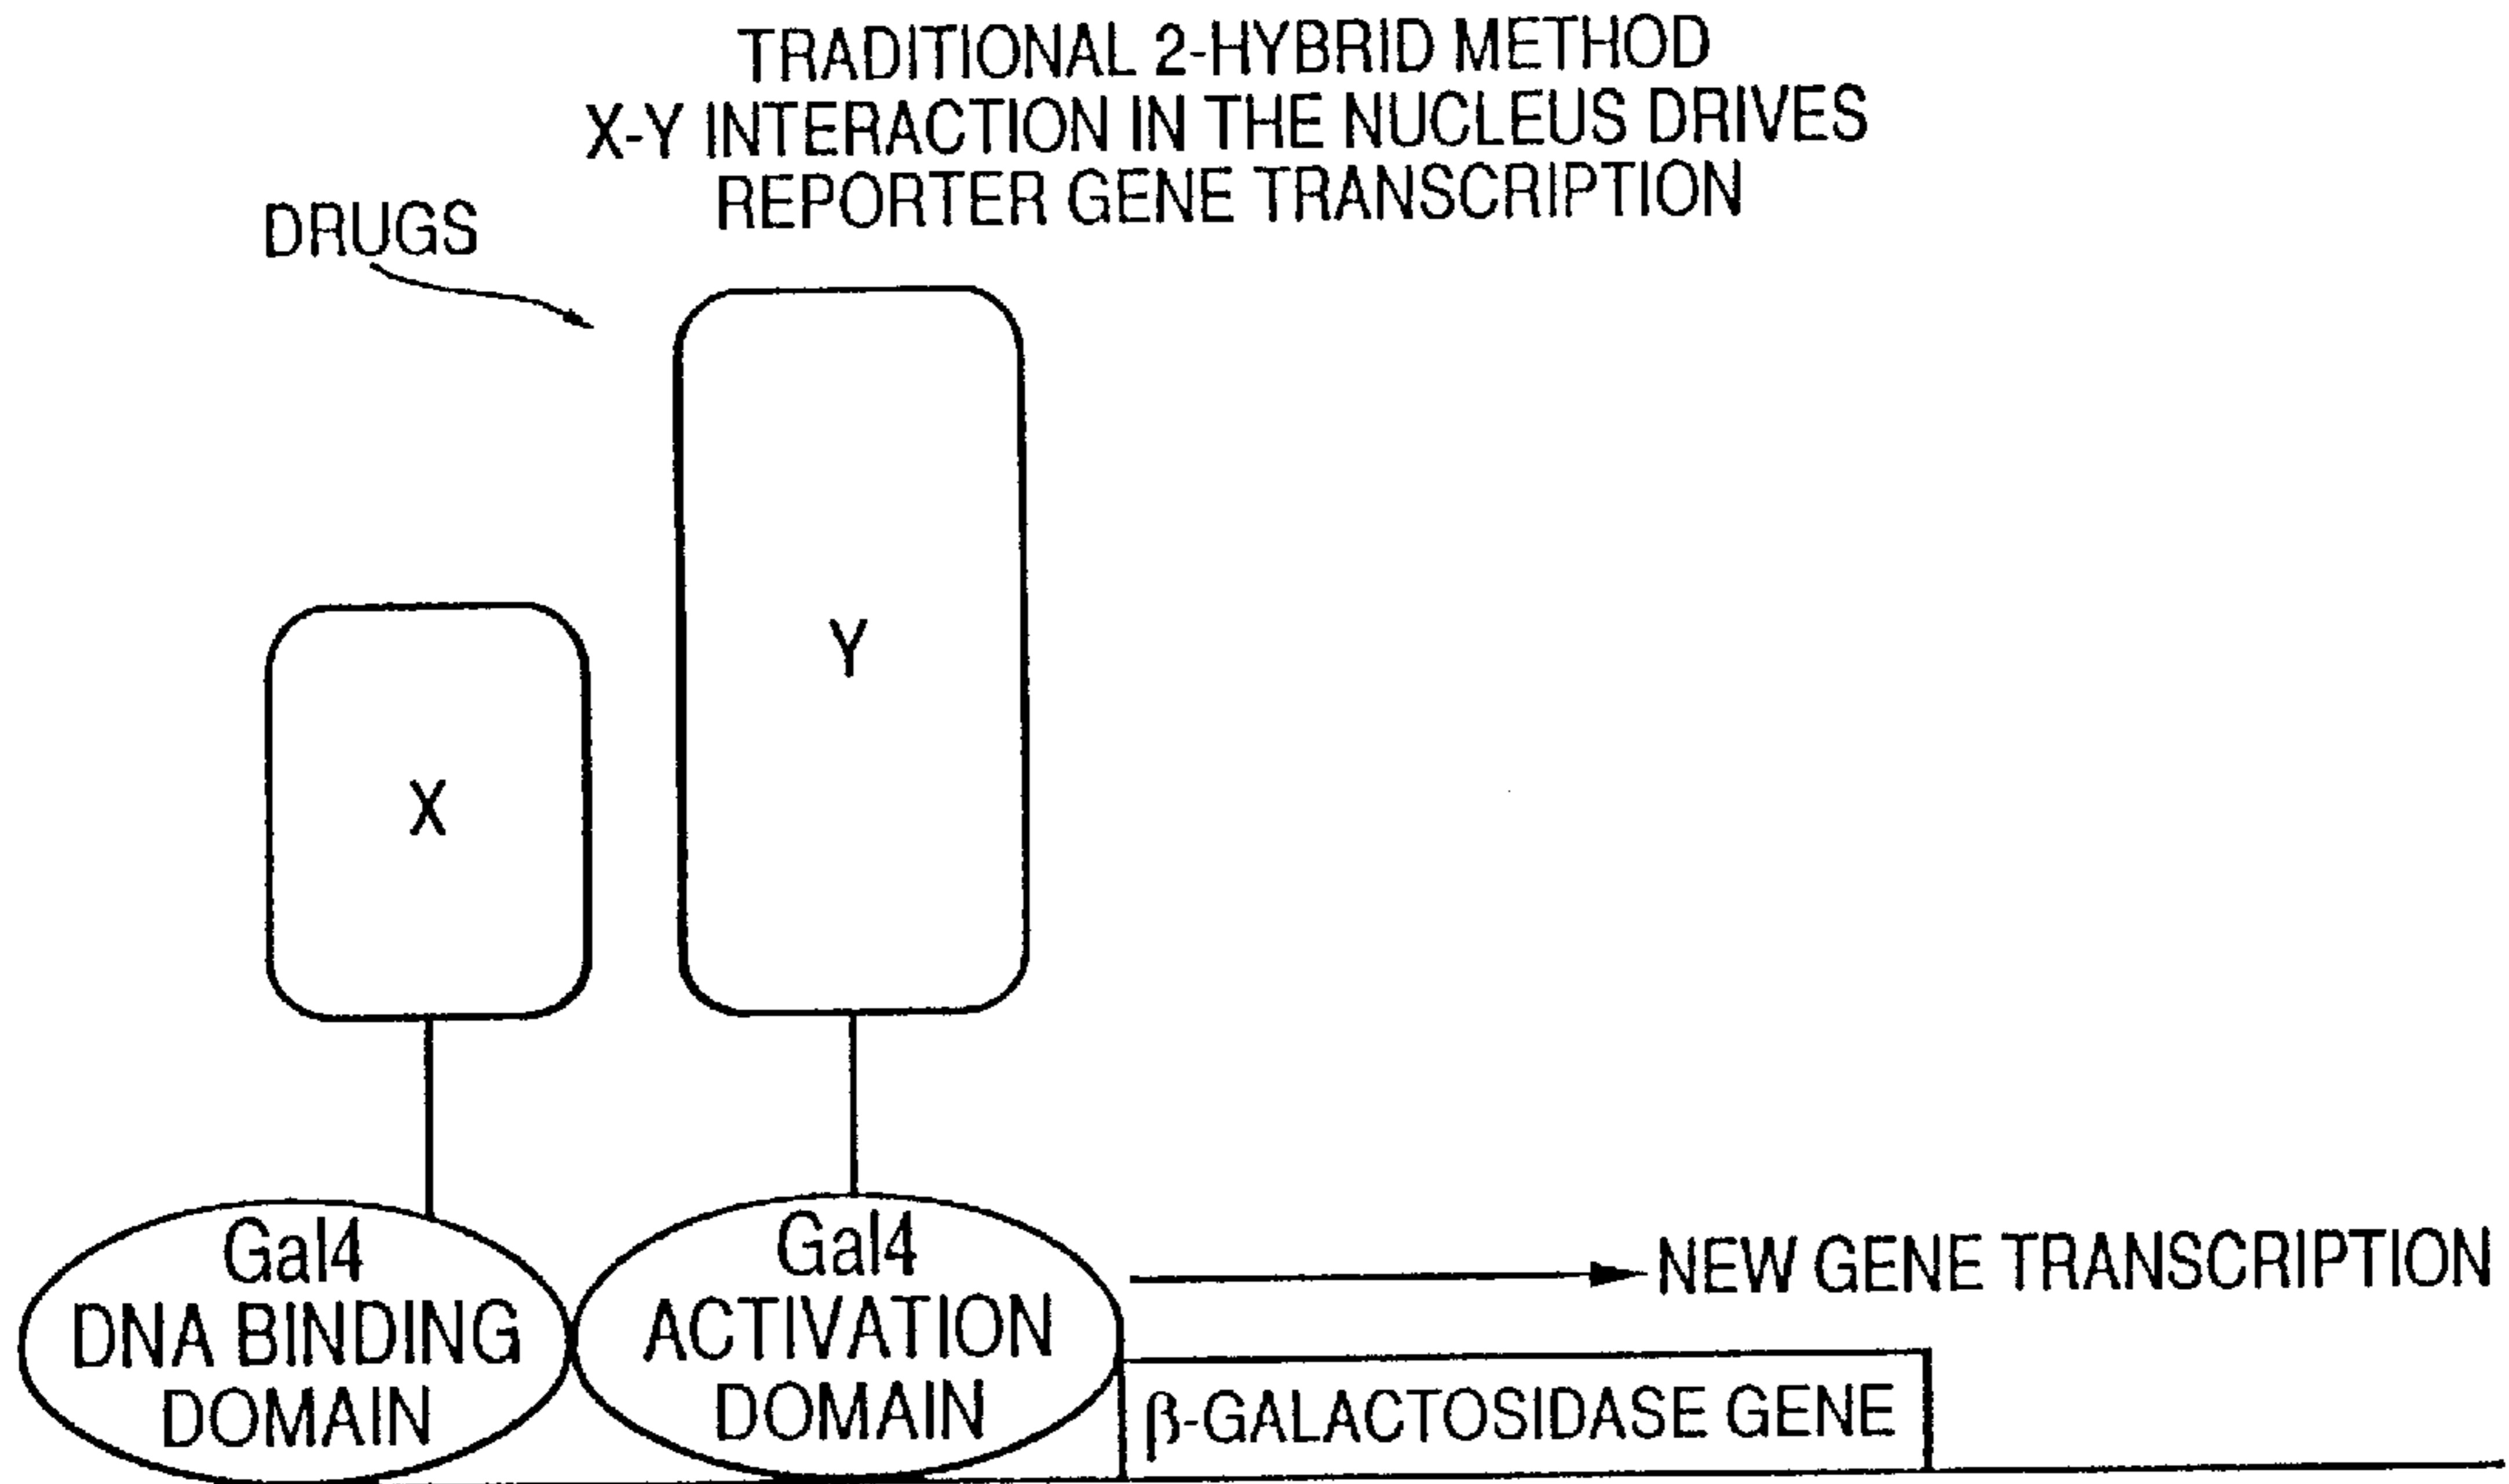 TRADITIONAL 2-HYBRID METHOD
X-Y INTERACTION IN THE NUCLEUS DRIVES
REPORTER GENE TRANSCRIPTION
DRUGS
Y
X
Gal4
DNA BINDING
DOMAIN
Gal4
ACTIVATION
DOMAIN
NEW GENE TRANSCRIPTION
β-GALACTOSIDASE GENE